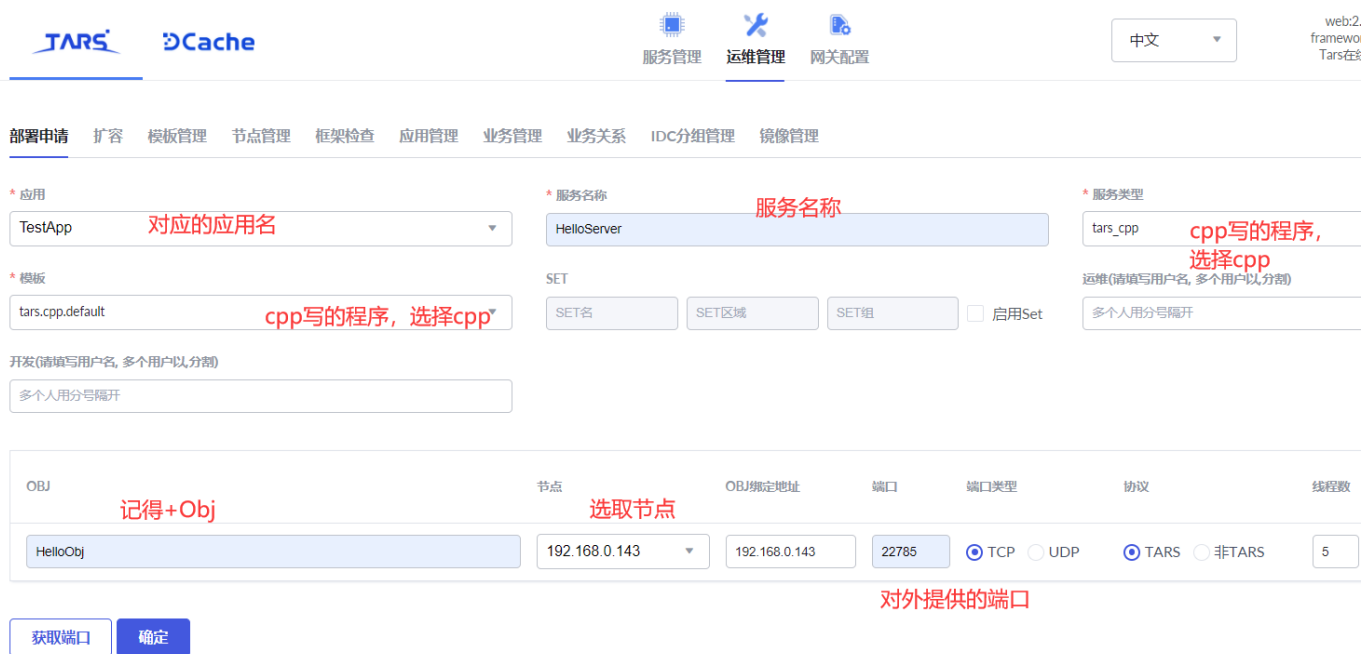 TARS DCache
服务管理 运维管理 网关配置
中文
web:2.
framewor
Tars在线
部署申请 扩容 模板管理 节点管理 框架检查 应用管理 业务管理 业务关系 IDC分组管理 镜像管理
* 应用 * 服务名称 * 服务类型
服务名称
TestApp 对应的应用名 HelloServer tars_cpp cpp写的程序,
选择cpp
* 模板 SET 运维(请填写用户名, 多个用户以,分割)
tars.cpp.default cpp写的程序，选择cpp SET名 SET区域 SET组 启用Set 多个人用分号隔开
开发(请填写用户名, 多个用户以,分割)
多个人用分号隔开
OBJ 节点 OBJ绑定地址 端口 端口类型 协议 线程数
记得+Obj 选取节点
HelloObj 192.168.0.143 192.168.0.143 22785 TCP UDP TARS 非TARS 5
对外提供的端口
获取端口 确定